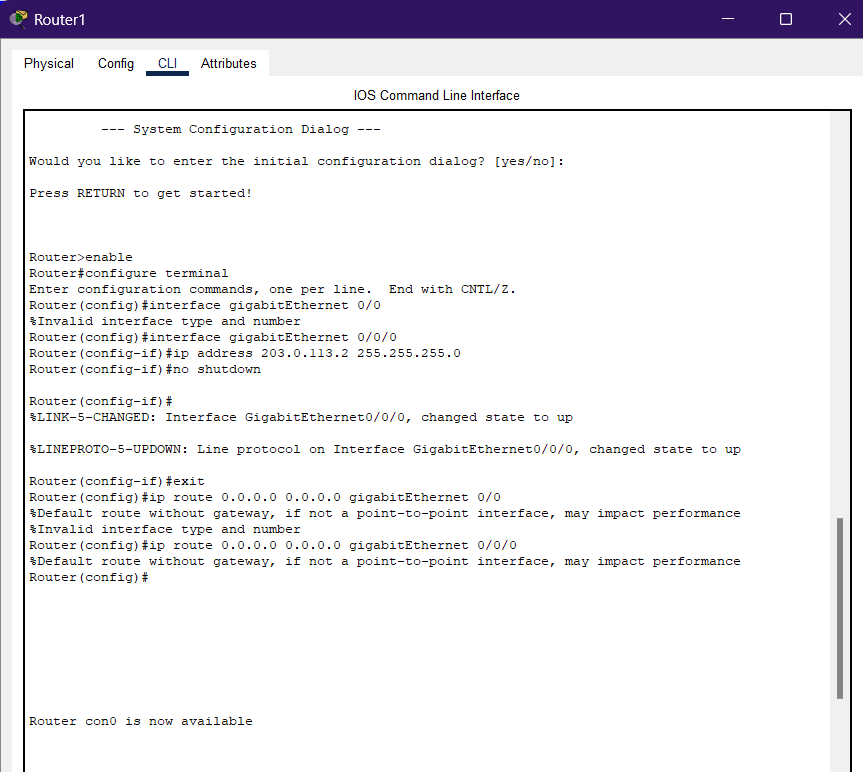 Router1
Physical Config CLI Attributes
IOS Command Line Interface
--- System Configuration Dialog ---
Would you like to enter the initial configuration dialog? [yes/no]:
Press RETURN to get started!
Router>enable
Router#configure terminal
Enter configuration commands, one per line.  End with CNTL/Z.
Router(config)#interface gigabitEthernet 0/0
%Invalid interface type and number
Router(config)#interface gigabitEthernet 0/0/0
Router(config-if)#ip address 203.0.113.2 255.255.255.0
Router(config-if)#no shutdown
Router(config-if)#
%LINK-5-CHANGED: Interface GigabitEthernet0/0/0, changed state to up
%LINEPROTO-5-UPDOWN: Line protocol on Interface GigabitEthernet0/0/0, changed state to up
Router(config-if)#exit
Router(config)#ip route 0.0.0.0 0.0.0.0 gigabitEthernet 0/0
%Default route without gateway, if not a point-to-point interface, may impact performance
%Invalid interface type and number
Router(config)#ip route 0.0.0.0 0.0.0.0 gigabitEthernet 0/0/0
%Default route without gateway, if not a point-to-point interface, may impact performance
Router(config)#
Router con0 is now available